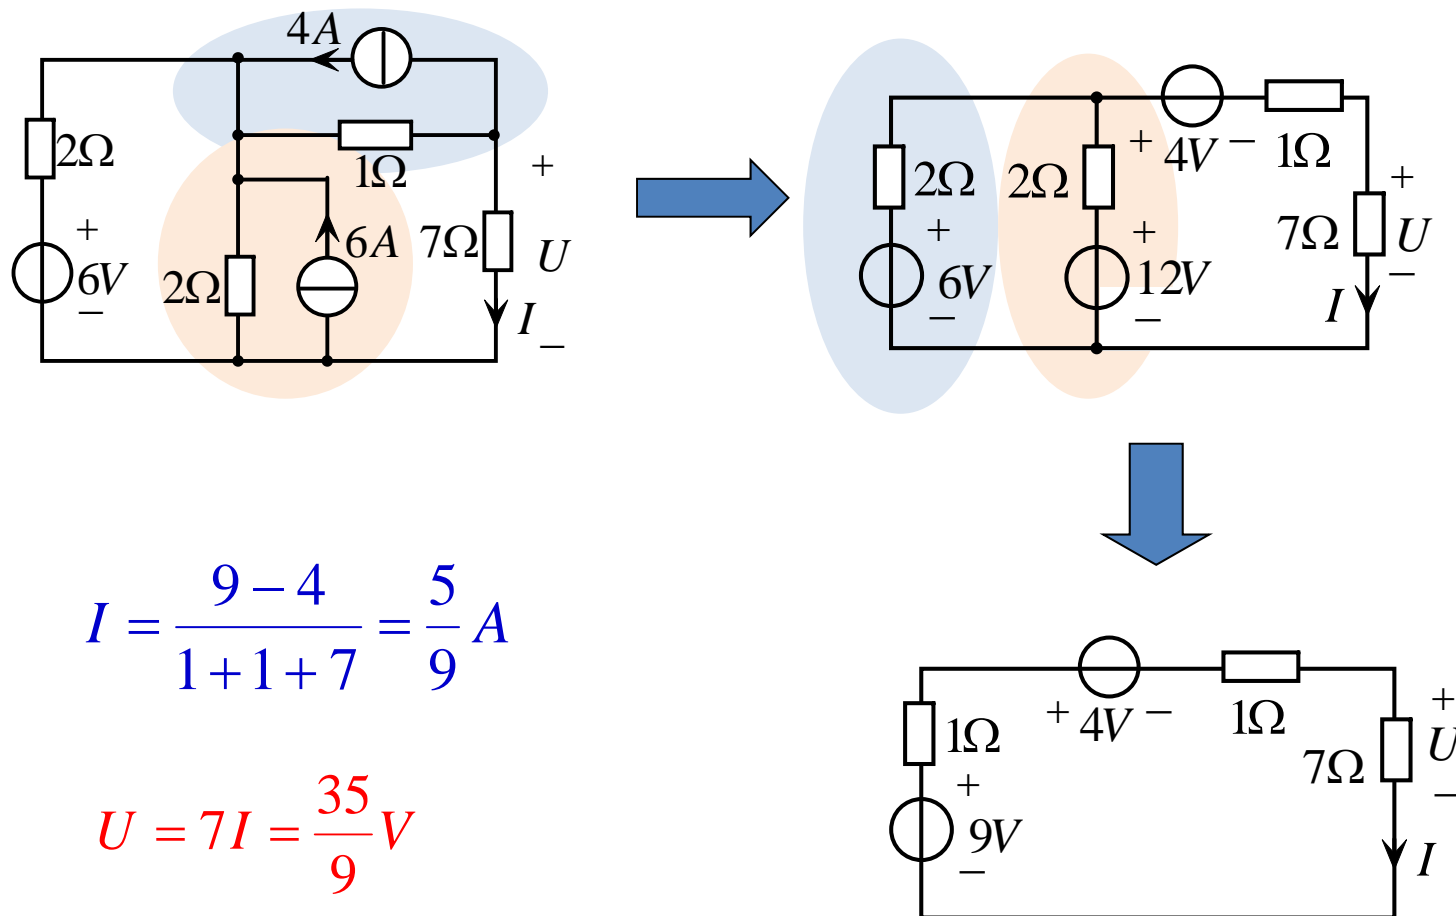 4A
2Ω
1Ω
+
+
6V
−
2Ω
6A
7Ω
U
I
−
+ 4V −
1Ω
2Ω
2Ω
+
7Ω
U
−
+
6V
−
+
12V
−
I
I = (9 − 4)/(1 + 1 + 7) = 5/9 A
U = 7I = 35/9 V
+ 4V −
1Ω
1Ω
+
U
−
7Ω
+
9V
−
I